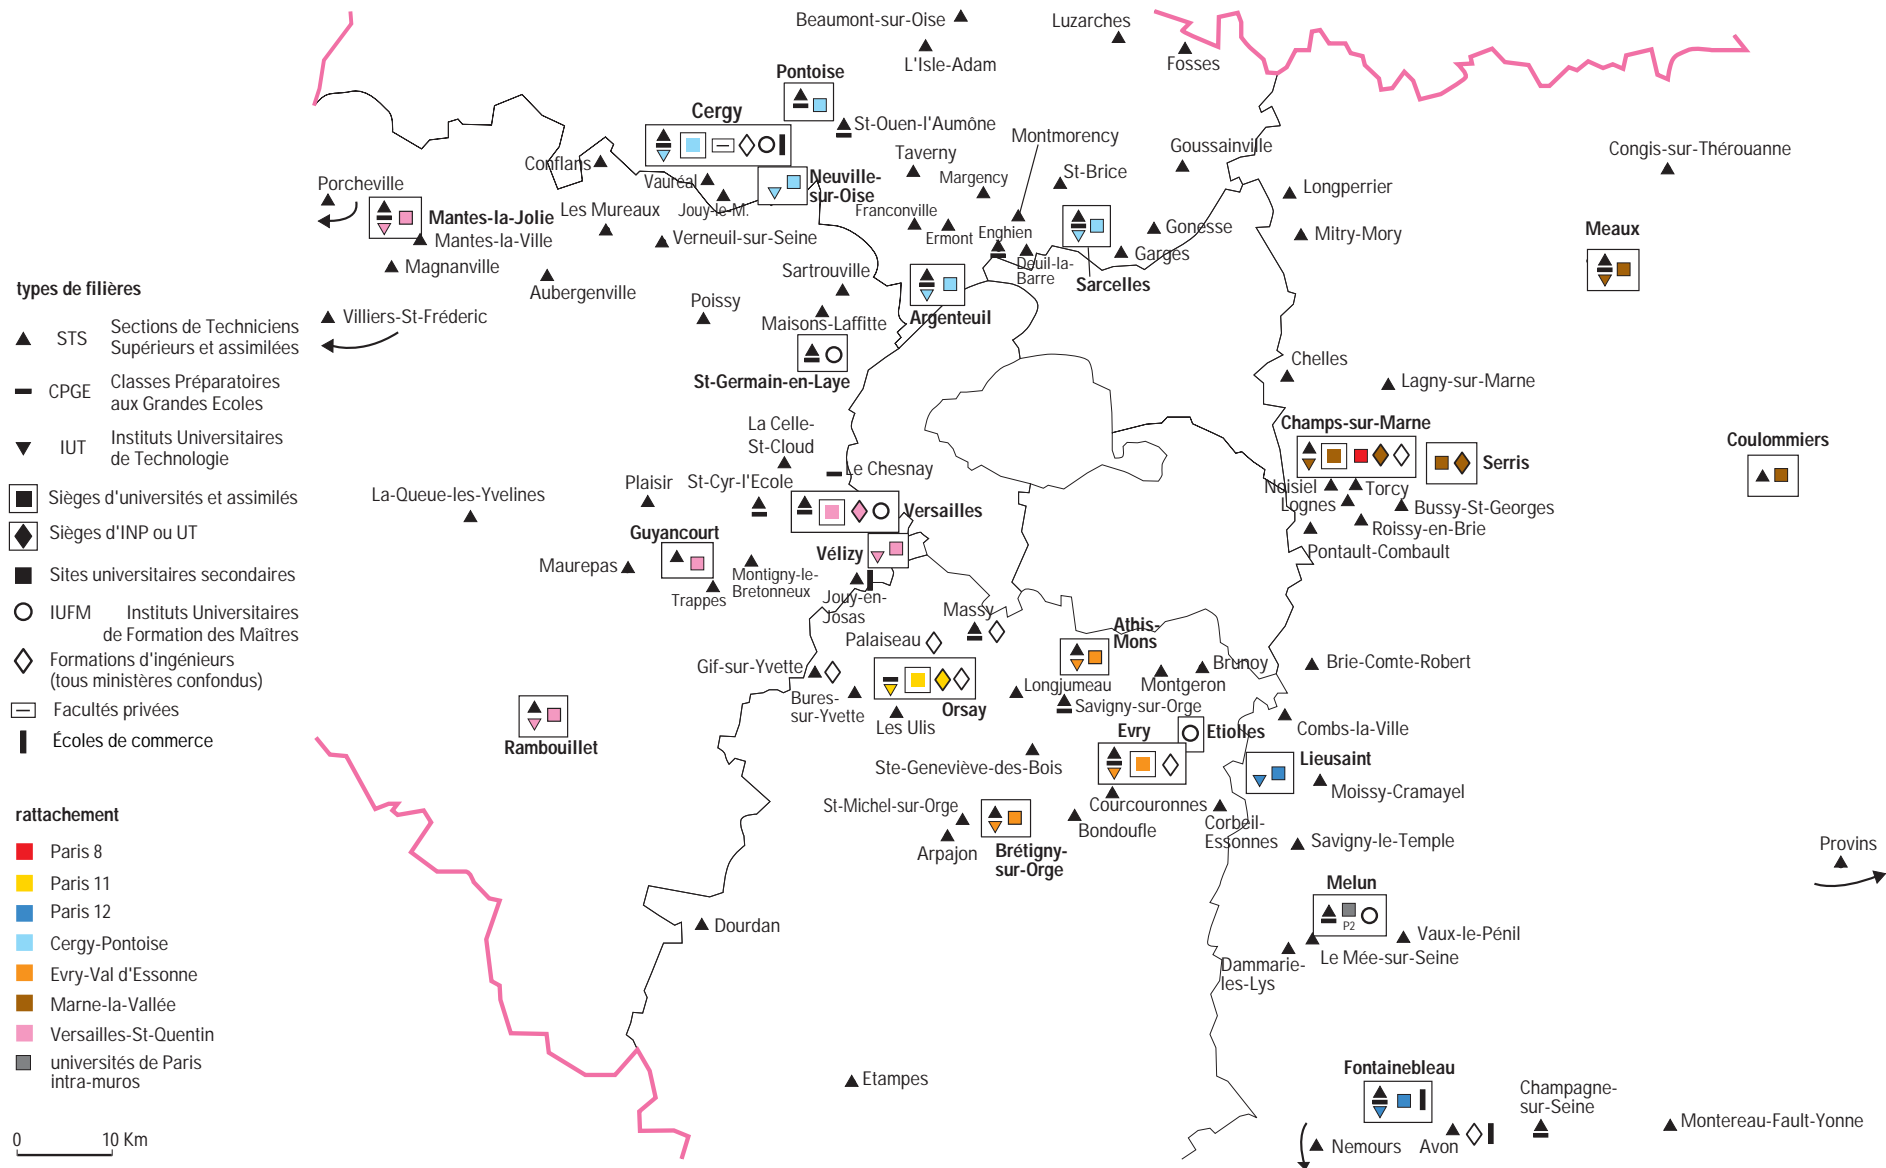 Beaumont-sur-Oise
L'Isle-Adam
Luzarches
Fosses
Pontoise
Cergy
St-Ouen-l'Aumône
Montmorency
Goussainville
Congis-sur-Thérouanne
Conflans
Taverny
Vauréal
Margency
St-Brice
Longperrier
Porcheville
Neuville-
sur-Oise
Jouy-le-M.
Mantes-la-Jolie
Les Mureaux
Franconville
Ermont
Enghien
Gonesse
Mitry-Mory
Meaux
Mantes-la-Ville
Verneuil-sur-Seine
Magnanville
Deuil-la-
Barre
Garges
Sartrouville
Sarcelles
Aubergenville
Poissy
Villiers-St-Fréderic
Maisons-Laffitte
Argenteuil
St-Germain-en-Laye
Chelles
Lagny-sur-Marne
La Celle-
St-Cloud
Champs-sur-Marne
Coulommiers
Serris
Le Chesnay
St-Cyr-l'Ecole
Plaisir
La-Queue-les-Yvelines
Noisiel
Torcy
Lognes
Bussy-St-Georges
Roissy-en-Brie
Pontault-Combault
Versailles
Guyancourt
Vélizy
Maurepas
Montigny-le-
Bretonneux
Trappes
Jouy-en-
Josas
Massy
Palaiseau
Athis-
Mons
Gif-sur-Yvette
Brunoy
Montgeron
Brie-Comte-Robert
Longjumeau
Bures-
sur-Yvette
Orsay
Savigny-sur-Orge
Les Ulis
Rambouillet
Evry
Etiolles
Combs-la-Ville
Lieusaint
Ste-Geneviève-des-Bois
Moissy-Cramayel
St-Michel-sur-Orge
Courcouronnes
Bondoufle
Corbeil-
Essonnes
Savigny-le-Temple
Arpajon
Brétigny-
sur-Orge
Provins
Melun
P2
Dourdan
Vaux-le-Pénil
Le Mée-sur-Seine
Dammarie-
les-Lys
Etampes
Fontainebleau
Champagne-
sur-Seine
Montereau-Fault-Yonne
Nemours
Avon
types de filières
STS Sections de Techniciens
Supérieurs et assimilées
CPGE Classes Préparatoires
aux Grandes Ecoles
IUT Instituts Universitaires
de Technologie
Sièges d'universités et assimilés
Sièges d'INP ou UT
Sites universitaires secondaires
IUFM Instituts Universitaires
de Formation des Maîtres
Formations d'ingénieurs
(tous ministères confondus)
Facultés privées
Écoles de commerce
rattachement
Paris 8
Paris 11
Paris 12
Cergy-Pontoise
Evry-Val d'Essonne
Marne-la-Vallée
Versailles-St-Quentin
universités de Paris
intra-muros
0 10 Km